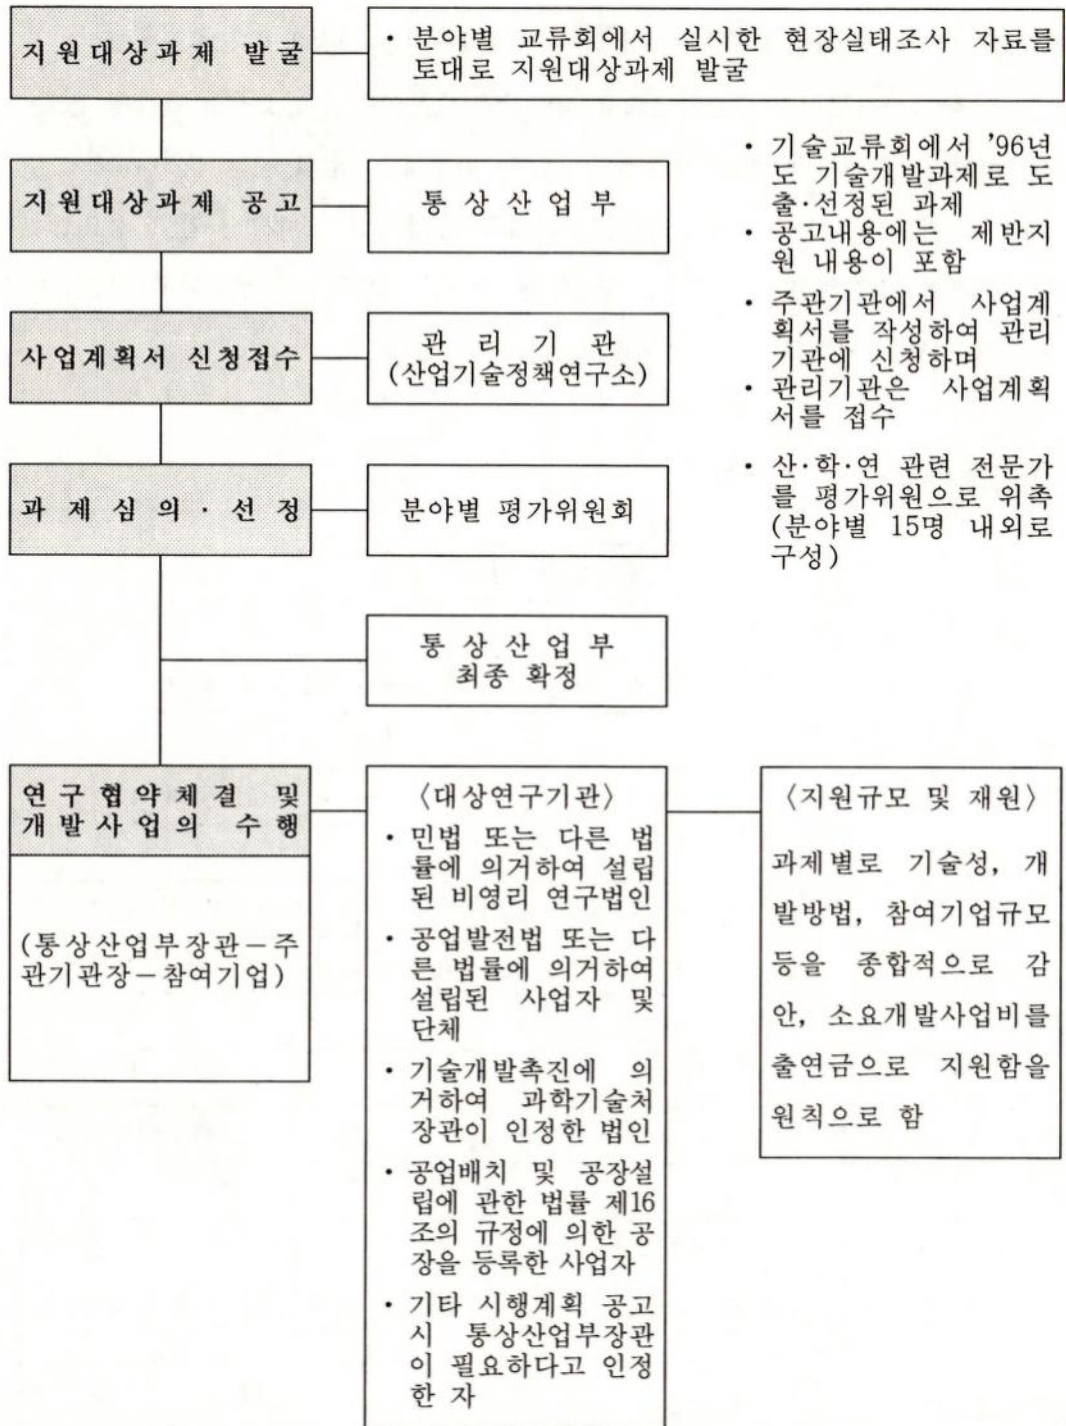 지원대상과제 발굴
· 분야별 교류회에서 실시한 현장실태조사 자료를
토대로 지원대상과제 발굴
지원대상과제 공고
통 상 산 업 부
· 기술교류회에서 '96년
도 기술개발과제로 도
출·선정된 과제
· 공고내용에는 제반지
원 내용이 포함
사업계획서 신청접수
관 리 기 관
(산업기술정책연구소)
· 주관기관에서 사업계
획서를 작성하여 관리
기관에 신청하며
· 관리기관은 사업계획
서를 접수
과 제 심 의 · 선 정
분야별 평가위원회
· 산·학·연 관련 전문가
를 평가위원으로 위촉
(분야별 15명 내외로
구성)
통 상 산 업 부
최종 확정
연구협약체결 및
개발사업의 수행
(통상산업부장관－주
관기관장－참여기업)
〈대상연구기관〉
· 민법 또는 다른 법
률에 의거하여 설립
된 비영리 연구법인
· 공업발전법 또는 다
른 법률에 의거하여
설립된 사업자 및
단체
· 기술개발촉진에 의
거하여 과학기술처
장관이 인정한 법인
· 공업배치 및 공장설
립에 관한 법률 제16
조의 규정에 의한 공
장을 등록한 사업자
· 기타 시행계획 공고
시 통상산업부장관
이 필요하다고 인정
한 자
〈지원규모 및 재원〉
과제별로 기술성, 개
발방법, 참여기업규모
등을 종합적으로 감
안, 소요개발사업비를
출연금으로 지원함을
원칙으로 함